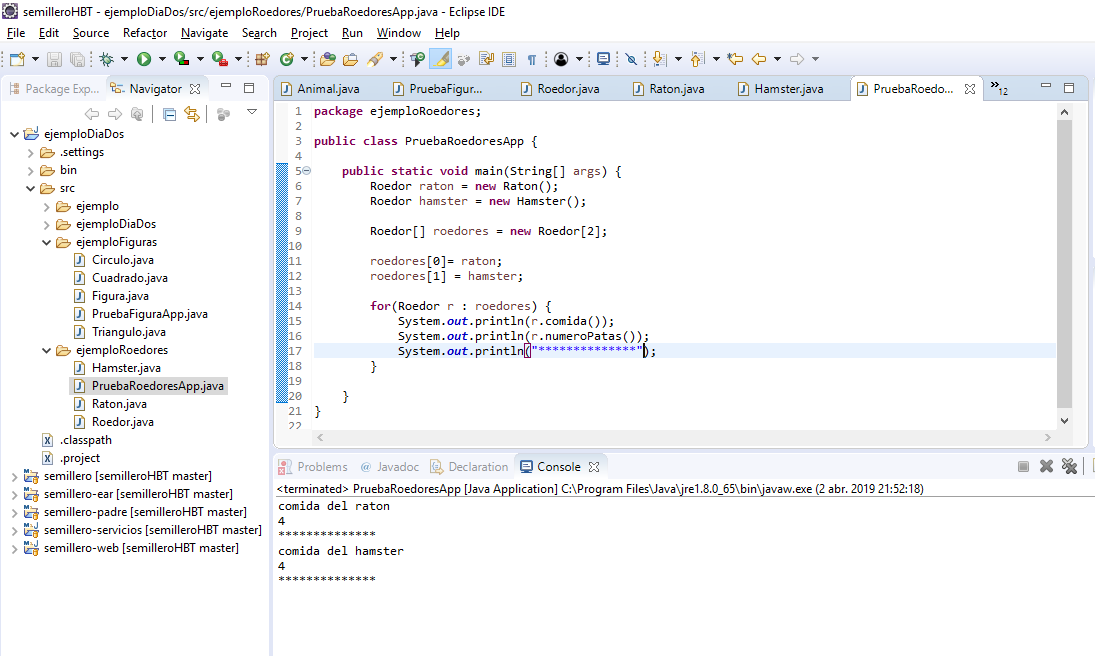 semilleroHBT - ejemploDiaDos/src/ejemploRoedores/PruebaRoedoresApp.java - Eclipse IDE
File Edit Source Refactor Navigate Search Project Run Window Help
Package Exp... Navigator
ejemploDiaDos
.settings
bin
src
ejemplo
ejemploDiaDos
ejemploFiguras
Circulo.java
Cuadrado.java
Figura.java
PruebaFiguraApp.java
Triangulo.java
ejemploRoedores
Hamster.java
PruebaRoedoresApp.java
Raton.java
Roedor.java
.classpath
.project
semillero [semilleroHBT master]
semillero-ear [semilleroHBT master]
semillero-padre [semilleroHBT master]
semillero-servicios [semilleroHBT master]
semillero-web [semilleroHBT master]
Animal.java PruebaFigur... Roedor.java Raton.java Hamster.java PruebaRoedo... »12
1 package ejemploRoedores;
2
3 public class PruebaRoedoresApp {
4
5 public static void main(String[] args) {
6 Roedor raton = new Raton();
7 Roedor hamster = new Hamster();
8
9 Roedor[] roedores = new Roedor[2];
10
11 roedores[0]= raton;
12 roedores[1] = hamster;
13
14 for(Roedor r : roedores) {
15 System.out.println(r.comida());
16 System.out.println(r.numeroPatas());
17 System.out.println("**************");
18 }
19
20 }
21 }
22
Problems @ Javadoc Declaration Console
<terminated> PruebaRoedoresApp [Java Application] C:\Program Files\Java\jre1.8.0_65\bin\javaw.exe (2 abr. 2019 21:52:18)
comida del raton
4
**************
comida del hamster
4
**************